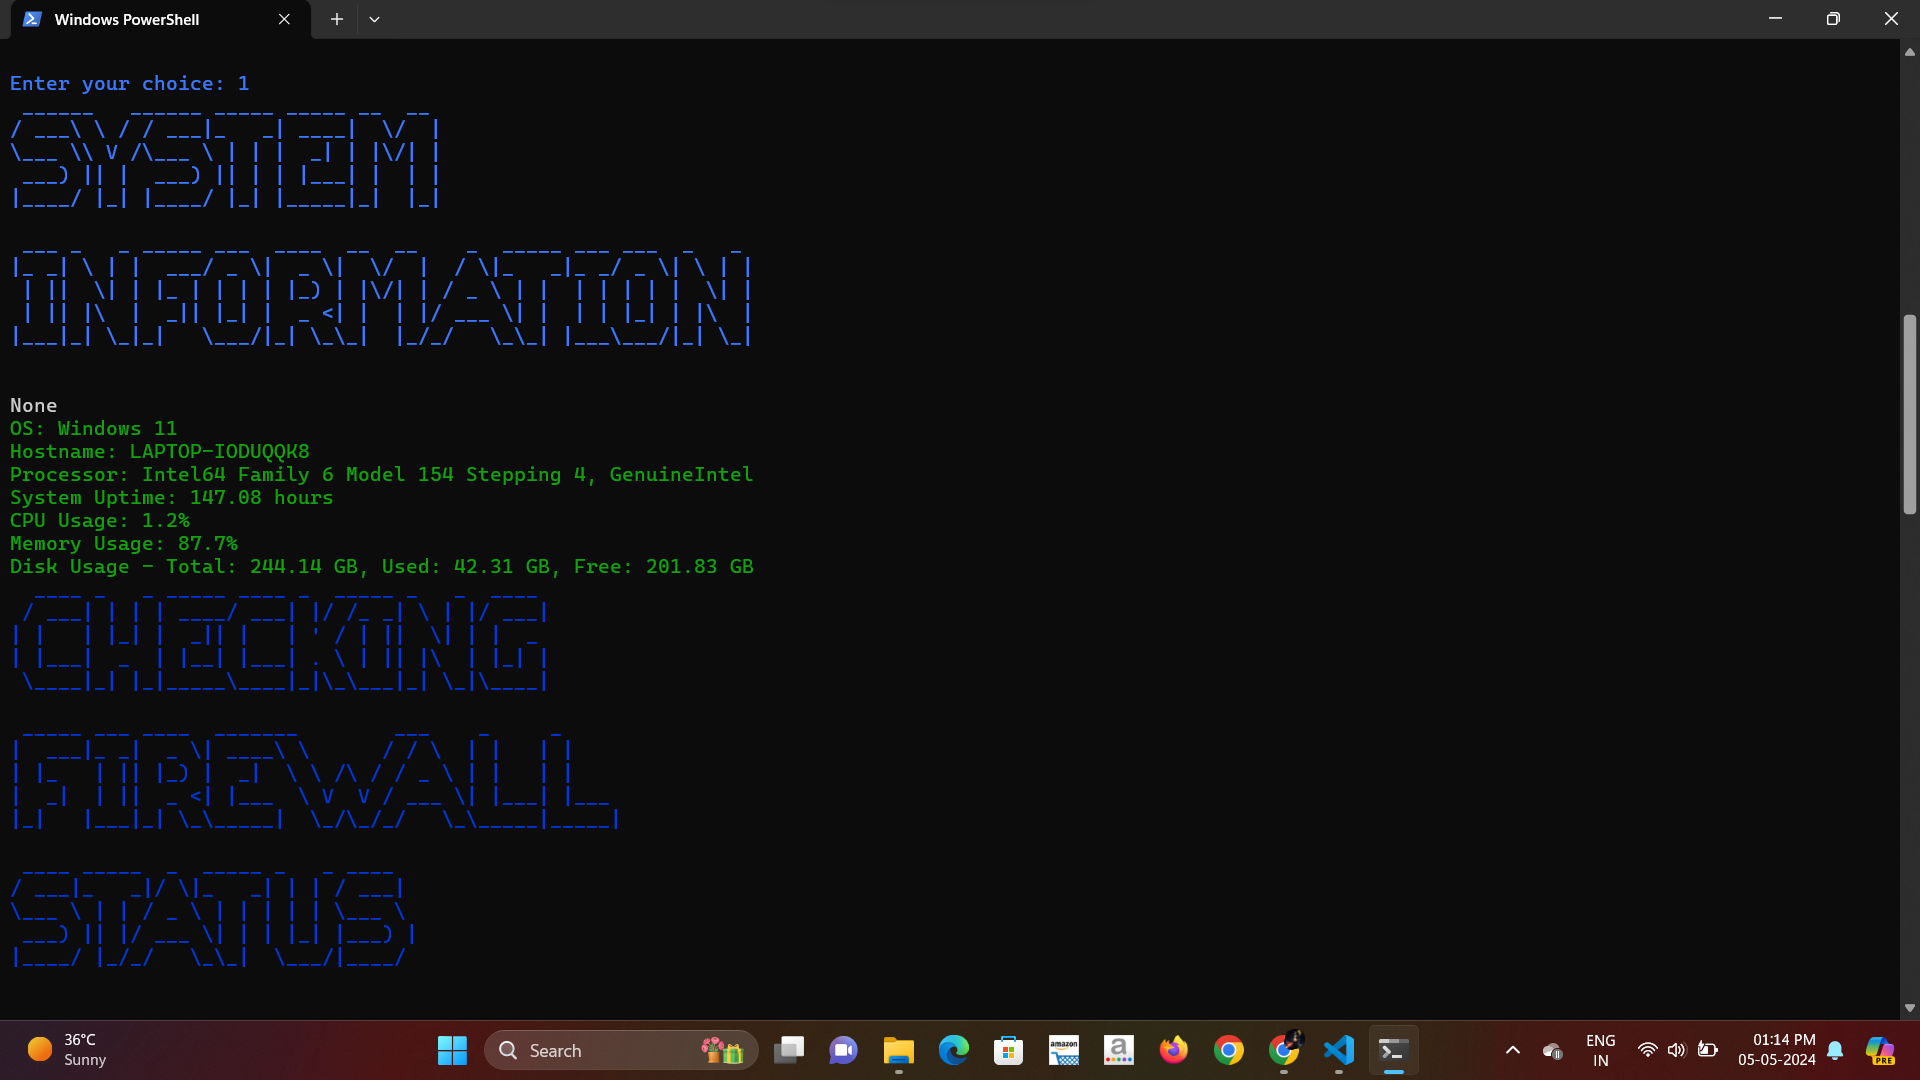 Windows PowerShell
Enter your choice: 1
SYSTEM
INFORMATION
None
OS: Windows 11
Hostname: LAPTOP-IODUQQK8
Processor: Intel64 Family 6 Model 154 Stepping 4, GenuineIntel
System Uptime: 147.08 hours
CPU Usage: 1.2%
Memory Usage: 87.7%
Disk Usage - Total: 244.14 GB, Used: 42.31 GB, Free: 201.83 GB
CHECKING
FIREWALL
STATUS
36°C
Sunny
Search
amazon
a
ENG
IN
01:14 PM
05-05-2024
PRE